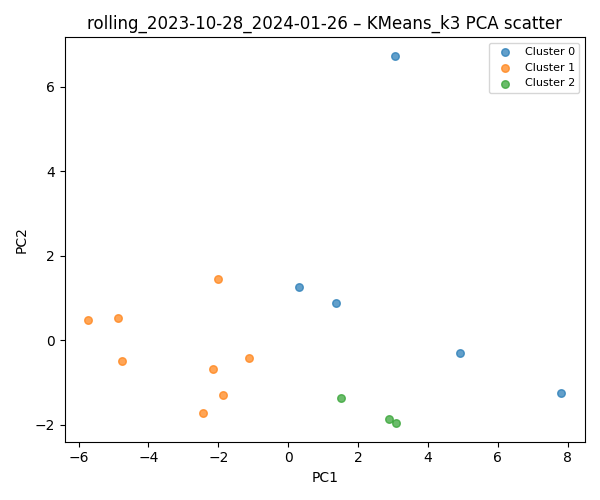 rolling_2023-10-28_2024-01-26 – KMeans_k3 PCA scatter
Cluster 0
Cluster 1
Cluster 2
6
4
2
0
−2
PC2
−6 −4 −2 0 2 4 6 8
PC1